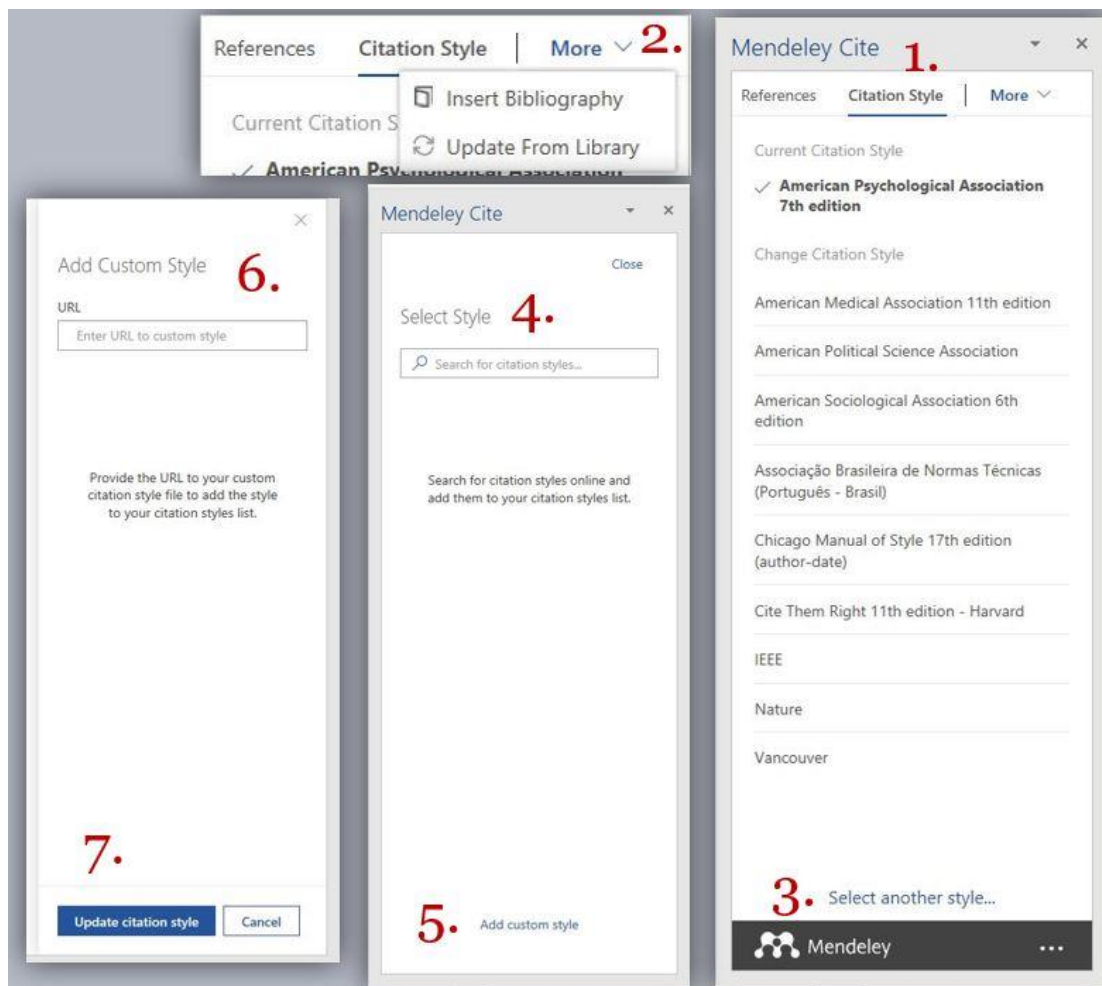 References Citation Style | More 2.
Insert Bibliography
Current Citation S
Update From Library
American Psychological Association
Mendeley Cite 1.
References Citation Style | More
Current Citation Style
American Psychological Association
7th edition
Change Citation Style
American Medical Association 11th edition
American Political Science Association
American Sociological Association 6th
edition
Associação Brasileira de Normas Técnicas
(Português - Brasil)
Chicago Manual of Style 17th edition
(author-date)
Cite Them Right 11th edition - Harvard
IEEE
Nature
Vancouver
3. Select another style...
Mendeley
Mendeley Cite
Close
Select Style 4.
Search for citation styles...
Search for citation styles online and
add them to your citation styles list.
5. Add custom style
Add Custom Style 6.
URL
Enter URL to custom style
Provide the URL to your custom
citation style file to add the style
to your citation styles list.
7.
Update citation style Cancel